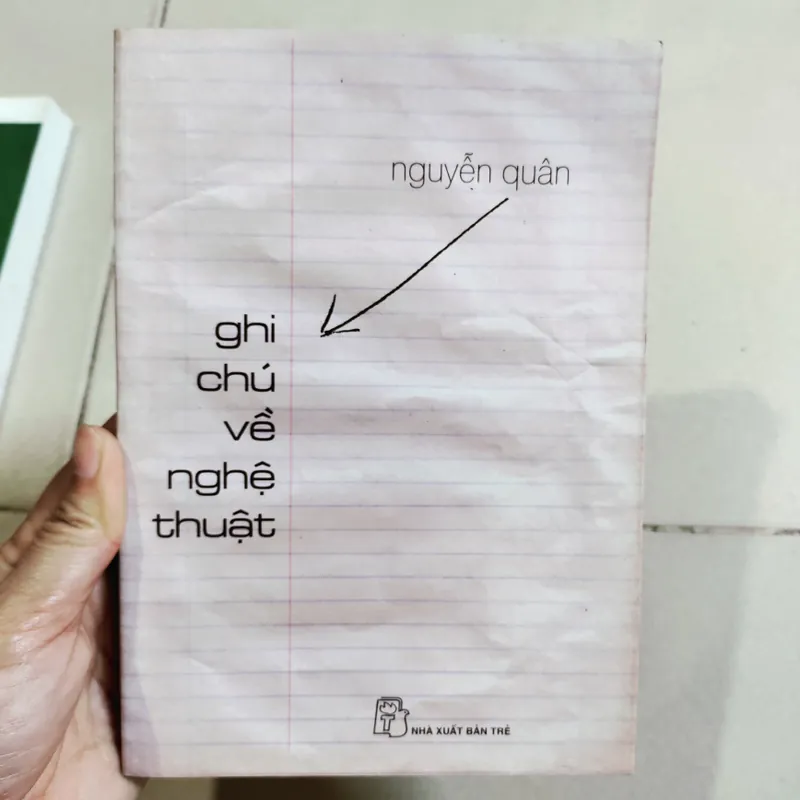 nguyễn quân
ghi
chú
về
nghệ
thuật
T
NHÀ XUẤT BẢN TRẺ